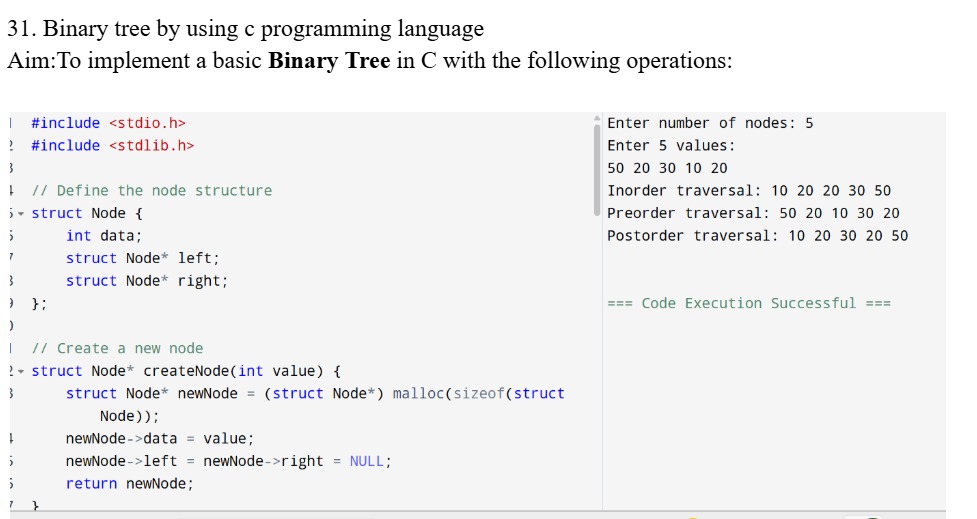 31. Binary tree by using c programming language
Aim:To implement a basic Binary Tree in C with the following operations:
#include <stdio.h>
#include <stdlib.h>
// Define the node structure
struct Node {
int data;
struct Node* left;
struct Node* right;
};
// Create a new node
struct Node* createNode(int value) {
struct Node* newNode = (struct Node*) malloc(sizeof(struct
Node));
newNode->data = value;
newNode->left = newNode->right = NULL;
return newNode;
}
Enter number of nodes: 5
Enter 5 values:
50 20 30 10 20
Inorder traversal: 10 20 20 30 50
Preorder traversal: 50 20 10 30 20
Postorder traversal: 10 20 30 20 50
=== Code Execution Successful ===